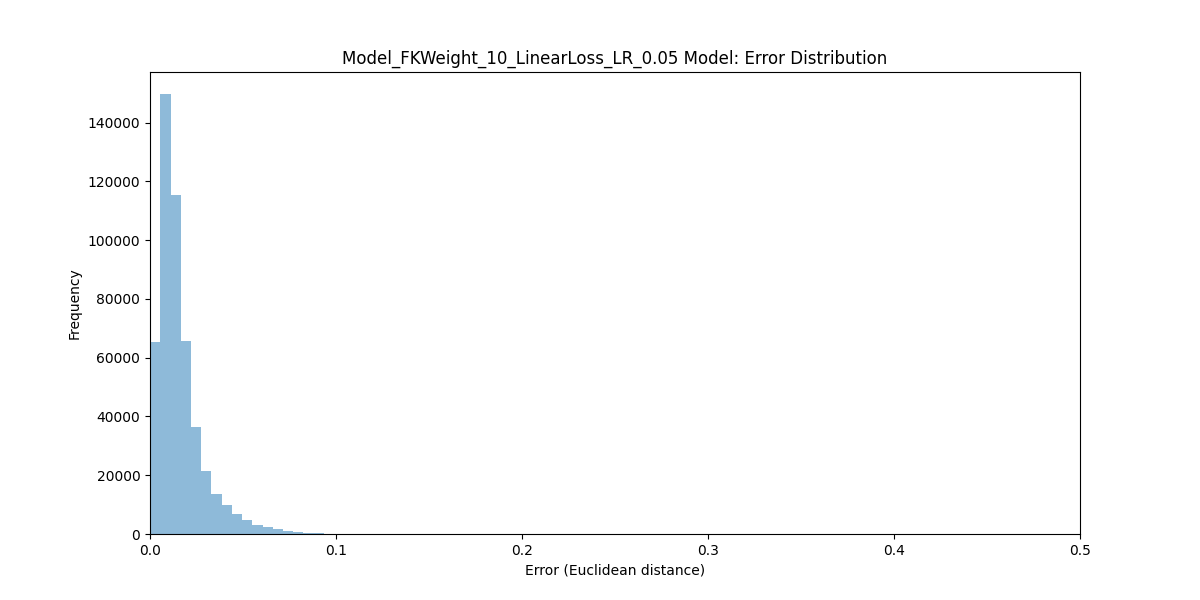 Model_FKWeight_10_LinearLoss_LR_0.05 Model: Error Distribution
140000
120000
100000
80000
60000
40000
20000
0
Frequency
0.0 0.1 0.2 0.3 0.4 0.5
Error (Euclidean distance)